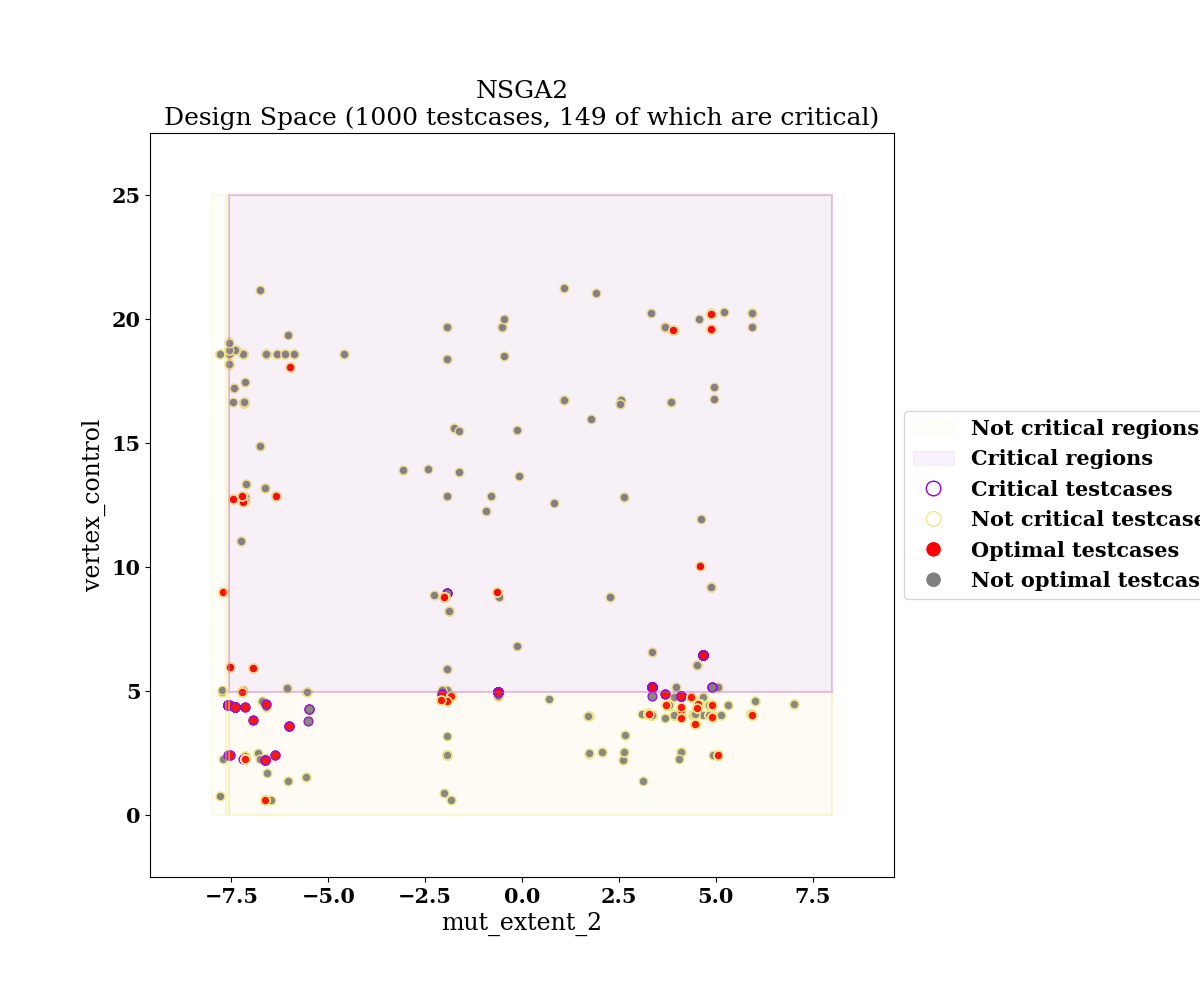 NSGA2
Design Space (1000 testcases, 149 of which are critical)
25
20
15
10
5
0
vertex_control
−7.5 −5.0 −2.5 0.0 2.5 5.0 7.5
mut_extent_2
Not critical regions
Critical regions
Critical testcases
Not critical testcase
Optimal testcases
Not optimal testcas